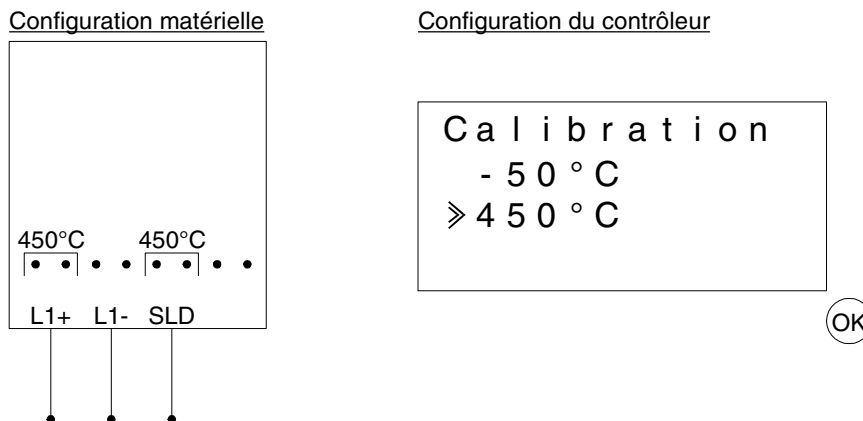 Configuration matérielle
Configuration du contrôleur
Calibration
-50°C
≫450°C
450°C 450°C
L1+ L1- SLD
OK